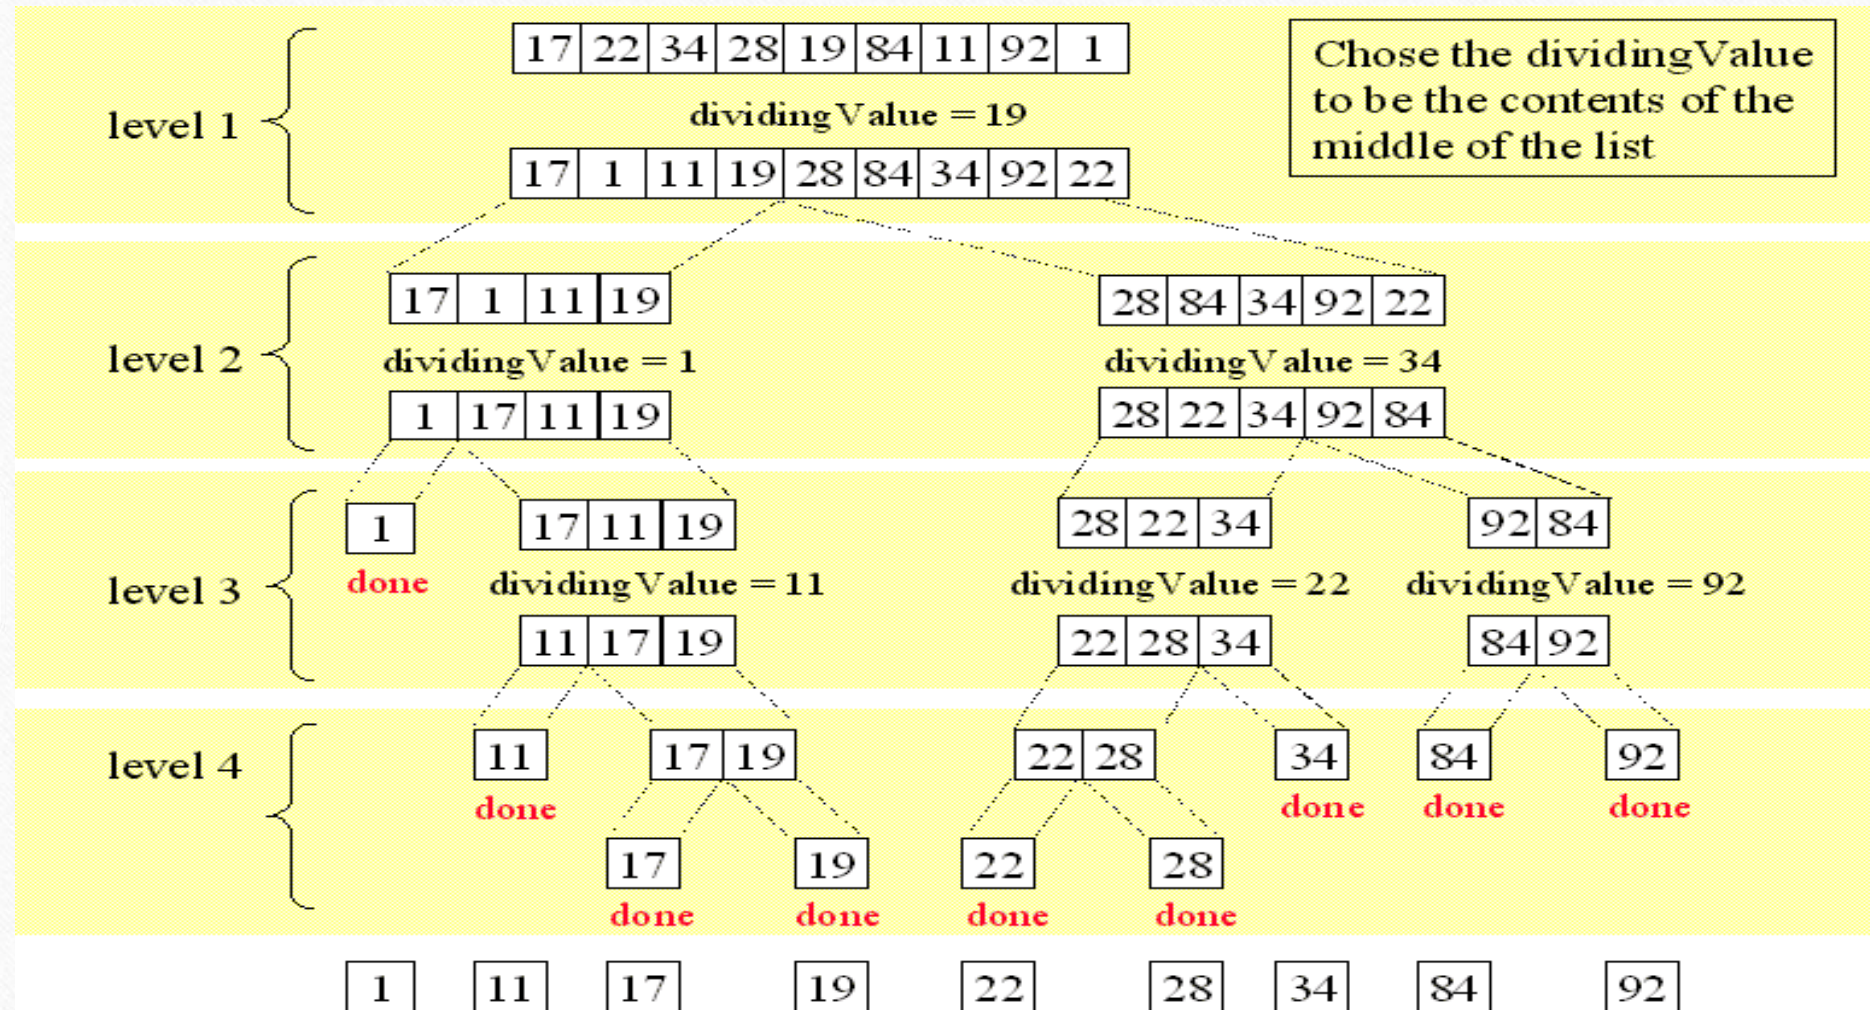 17 22 34 28 19 84 11 92 1
Chose the dividingValue
to be the contents of the
middle of the list
level 1
dividingValue = 19
17 1 11 19 28 84 34 92 22
17 1 11 19
28 84 34 92 22
level 2
dividingValue = 1
dividingValue = 34
1 17 11 19
28 22 34 92 84
1
17 11 19
28 22 34
92 84
level 3
done
dividingValue = 11
dividingValue = 22
dividingValue = 92
11 17 19
22 28 34
84 92
level 4
11
17 19
22 28
34
84
92
done
done
done
done
17
19
22
28
done
done
done
done
1
11
17
19
22
28
34
84
92